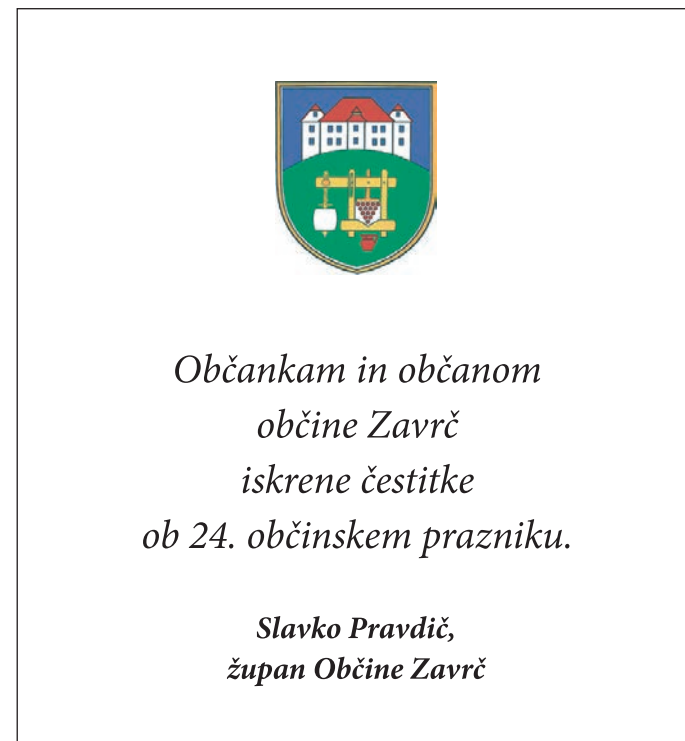 Občankam in občanom
občine Zavrč
iskrene čestitke
ob 24. občinskem prazniku.
Slavko Pravdič,
župan Občine Zavrč